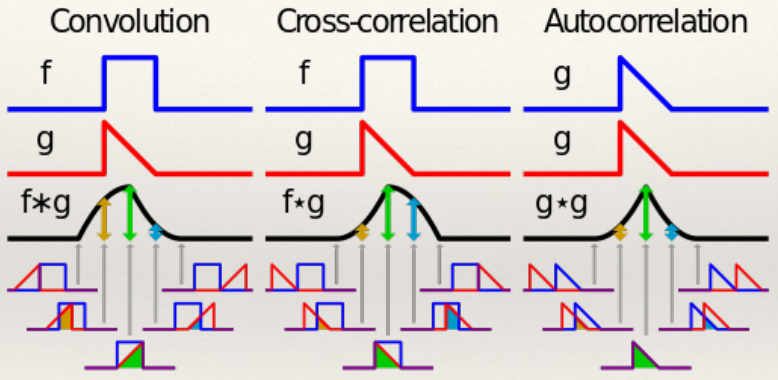 Convolution Cross-correlation Autocorrelation
f f g
g g g
f∗g f⋆g g⋆g